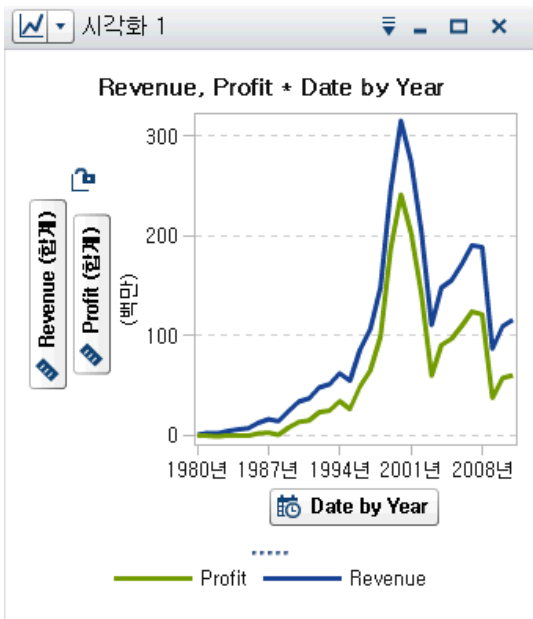 시각화 1
Revenue, Profit * Date by Year
Revenue (합계)
Profit (합계)
(백만)
300
200
100
0
1980년 1987년 1994년 2001년 2008년
Date by Year
Profit Revenue